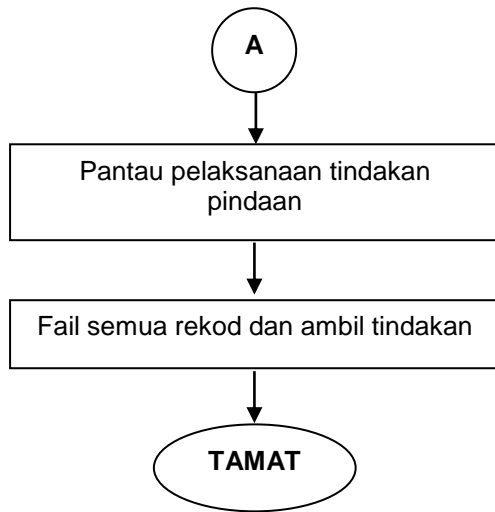 A
Pantau pelaksanaan tindakan
pindaan
Fail semua rekod dan ambil tindakan
TAMAT